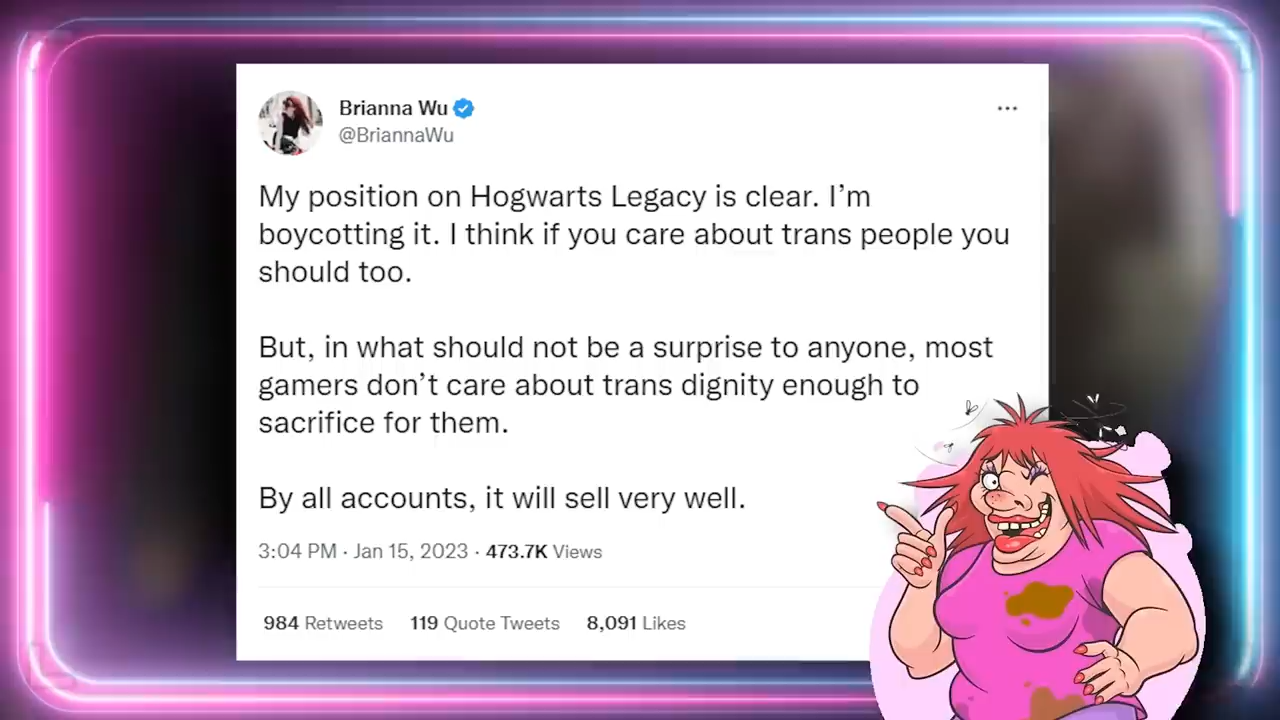 Brianna Wu
@BriannaWu
My position on Hogwarts Legacy is clear. I’m
boycotting it. I think if you care about trans people you
should too.
But, in what should not be a surprise to anyone, most
gamers don’t care about trans dignity enough to
sacrifice for them.
By all accounts, it will sell very well.
3:04 PM · Jan 15, 2023 · 473.7K Views
984 Retweets 119 Quote Tweets 8,091 Likes